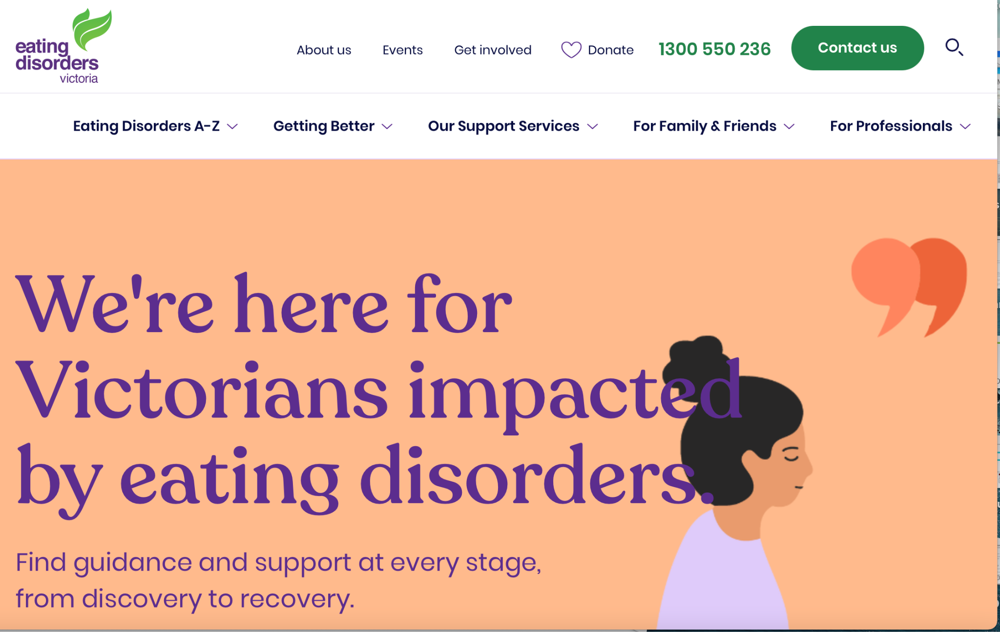 eating
disorders
victoria
About us
Events
Get involved
Donate
1300 550 236
Contact us
Eating Disorders A-Z
Getting Better
Our Support Services
For Family & Friends
For Professionals
We're here for
Victorians impacted
by eating disorders.
Find guidance and support at every stage,
from discovery to recovery.